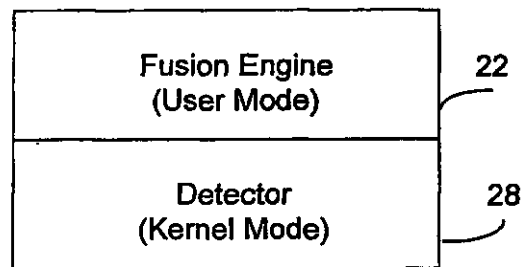 Fusion Engine
(User Mode)
22
Detector
(Kernel Mode)
28